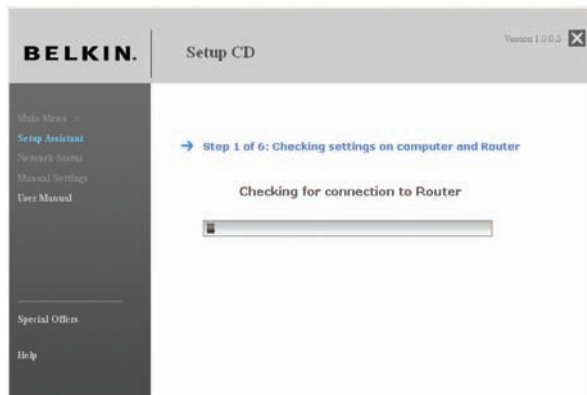 BELKIN.
Setup CD
Version 1.0.0.5
Main Menu >
Setup Assistant
Network Status
Manual Settings
User Manual
Special Offers
Help
Step 1 of 6: Checking settings on computer and Router
Checking for connection to Router